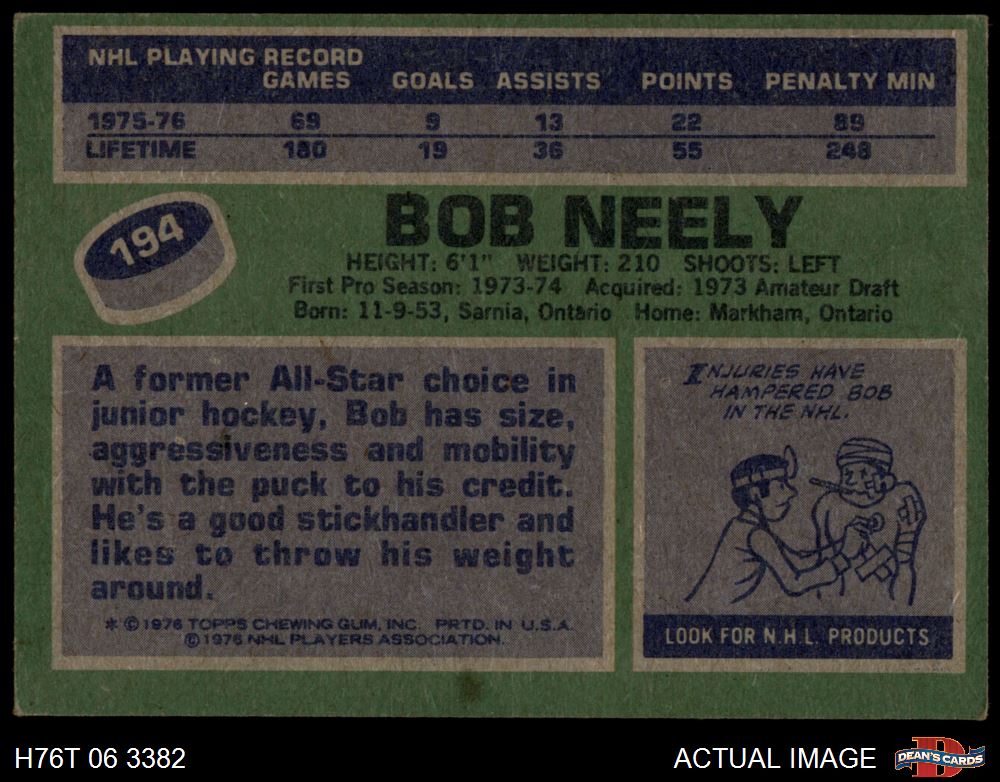 NHL PLAYING RECORD
GAMES GOALS ASSISTS POINTS PENALTY MIN
1975-76 69 9 13 22 89
LIFETIME 180 19 36 55 248
194
BOB NEELY
HEIGHT: 6'1" WEIGHT: 210 SHOOTS: LEFT
First Pro Season: 1973-74 Acquired: 1973 Amateur Draft
Born: 11-9-53, Sarnia, Ontario Home: Markham, Ontario
A former All-Star choice in
junior hockey, Bob has size,
aggressiveness and mobility
with the puck to his credit.
He's a good stickhandler and
likes to throw his weight
around.
* © 1976 TOPPS CHEWING GUM, INC. PRTD. IN U.S.A.
© 1976 NHL PLAYERS ASSOCIATION.
INJURIES HAVE
HAMPERED BOB
IN THE NHL.
LOOK FOR N.H.L. PRODUCTS
H76T 06 3382
ACTUAL IMAGE
D
DEAN'S CARDS